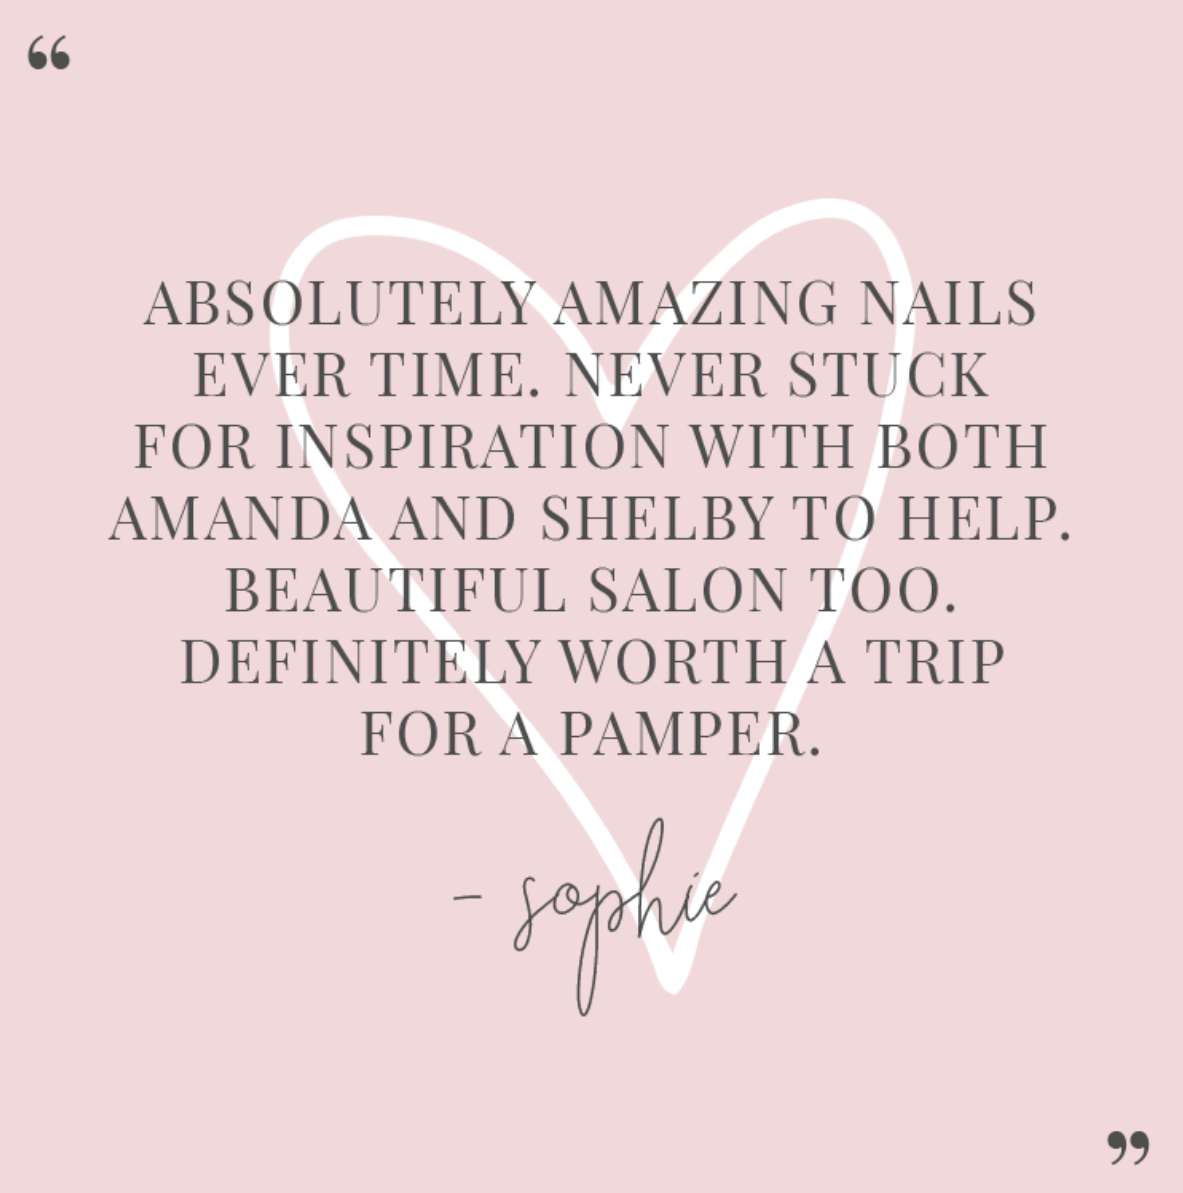 “
ABSOLUTELY AMAZING NAILS
EVER TIME. NEVER STUCK
FOR INSPIRATION WITH BOTH
AMANDA AND SHELBY TO HELP.
BEAUTIFUL SALON TOO.
DEFINITELY WORTH A TRIP
FOR A PAMPER.
- sophie
”